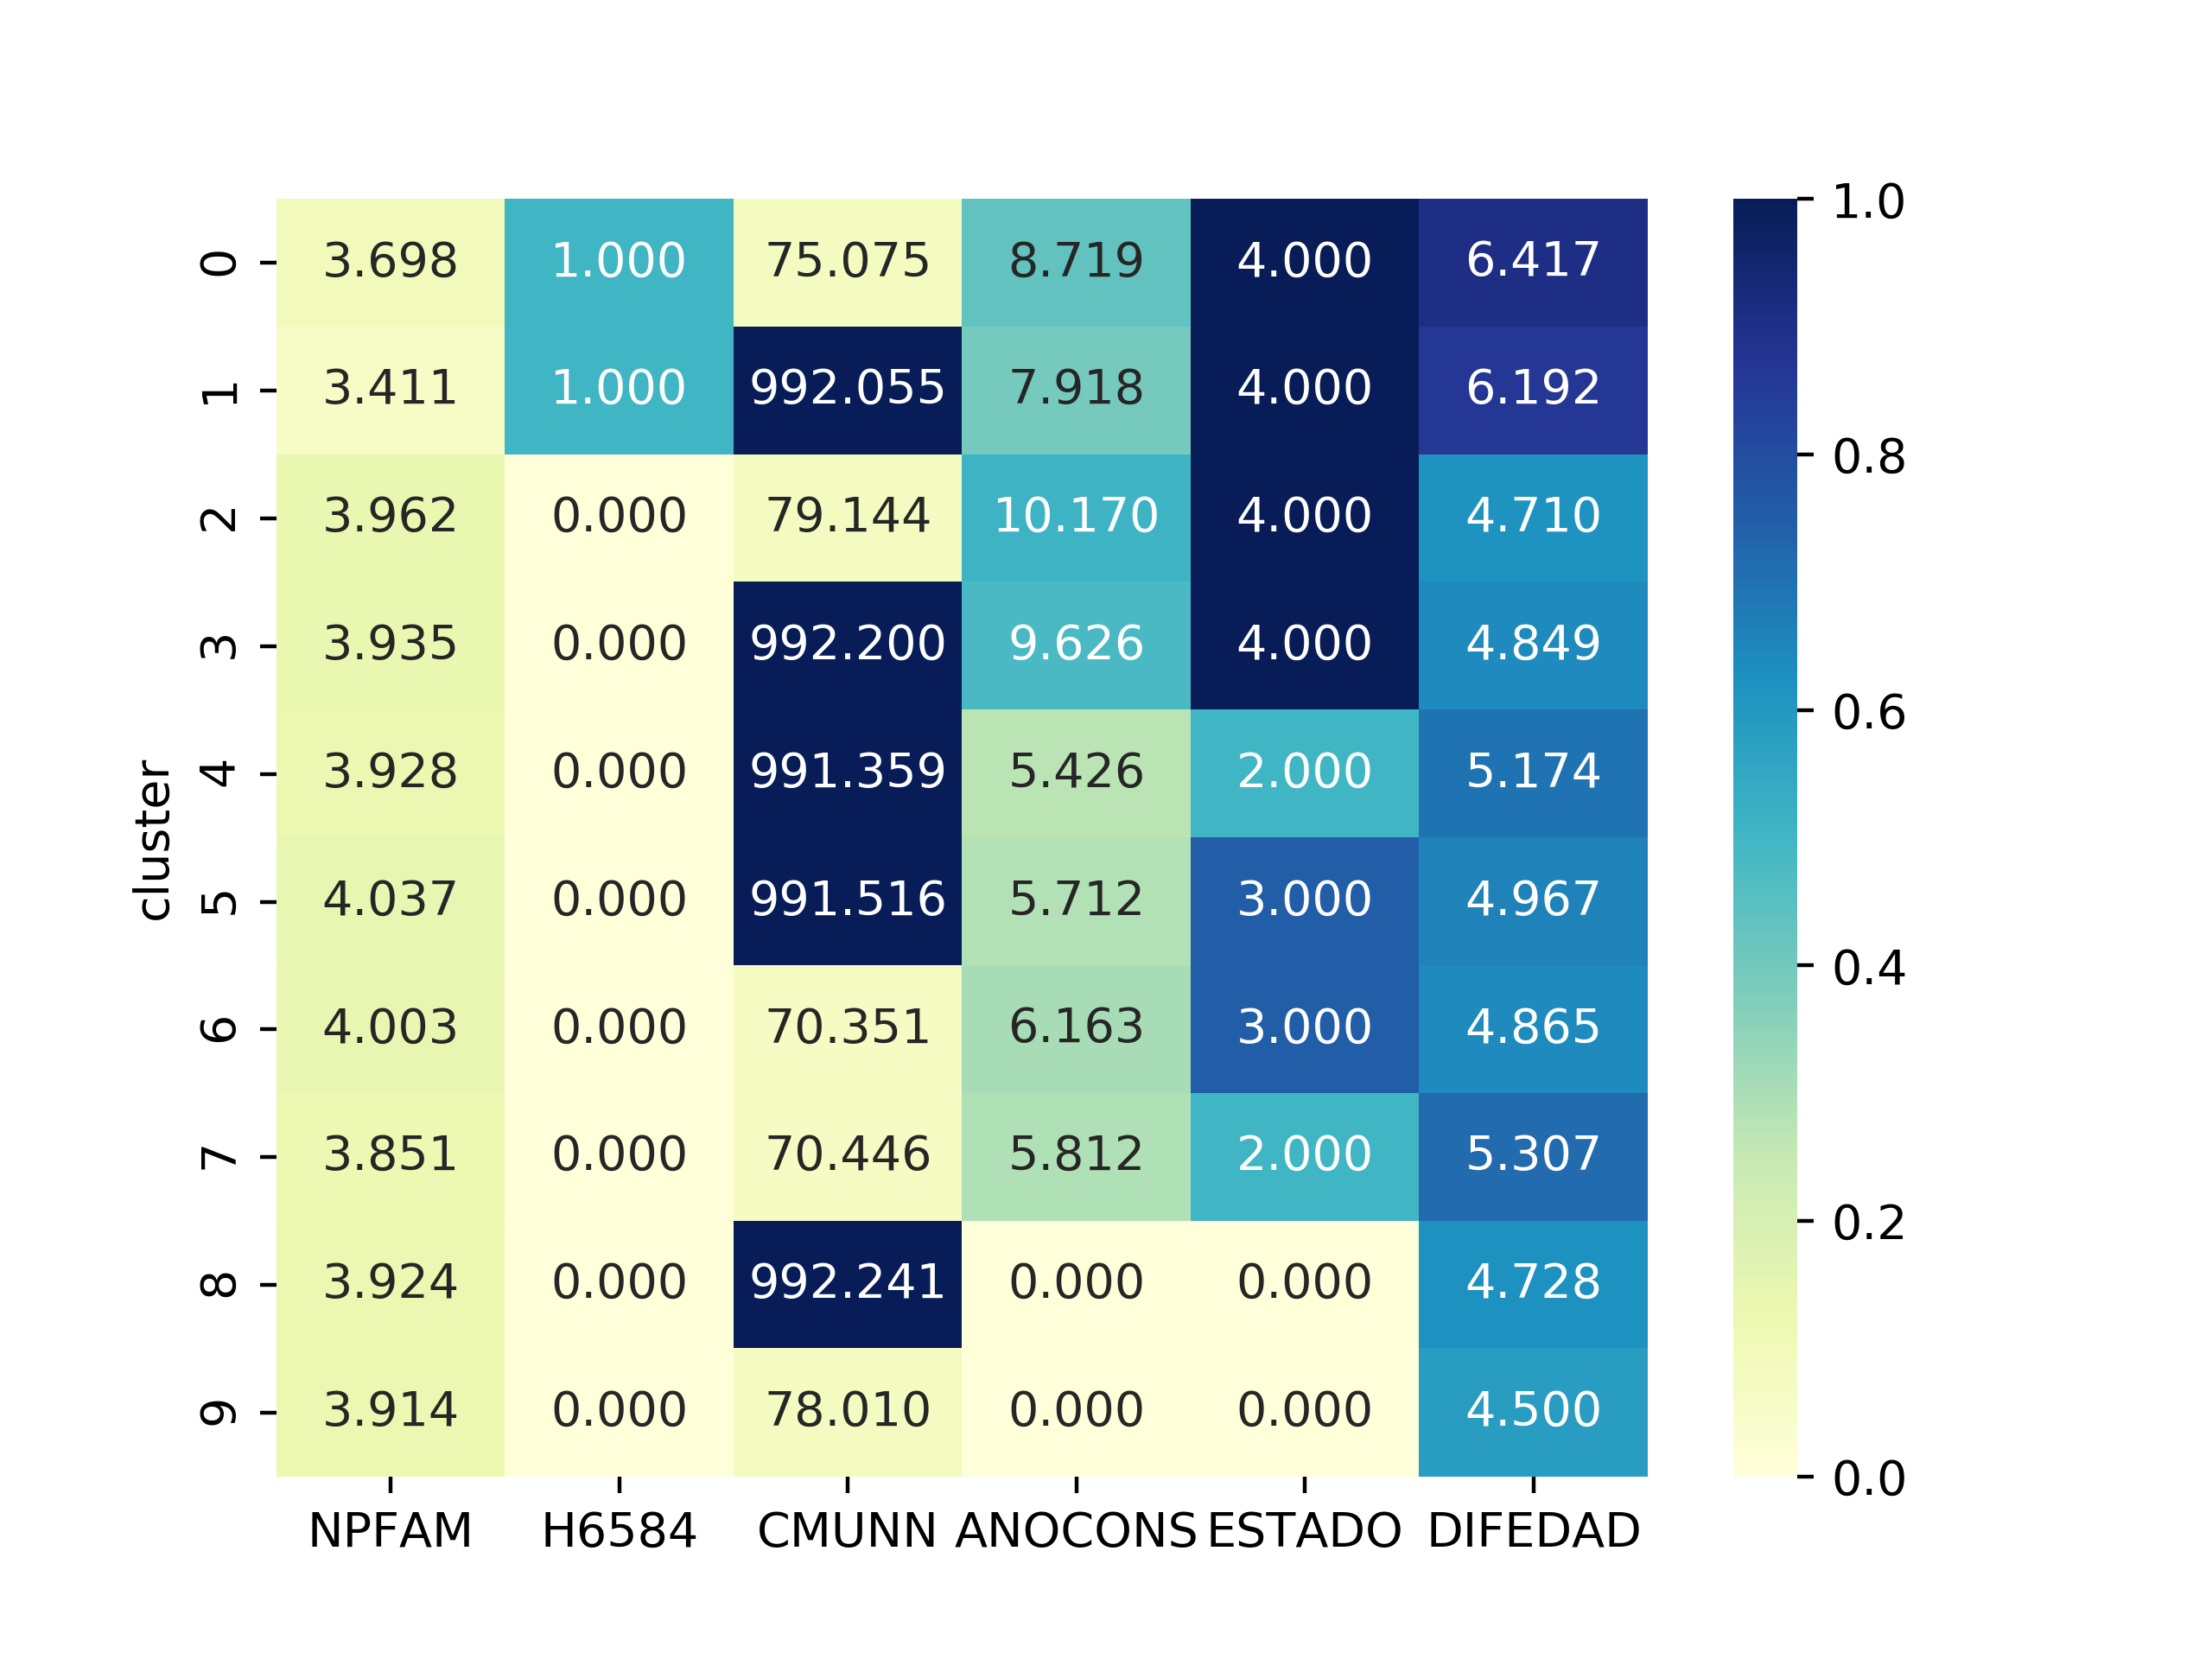 1.0
0 3.698 1.000 75.075 8.719 4.000 6.417
1 3.411 1.000 992.055 7.918 4.000 6.192
0.8
2 3.962 0.000 79.144 10.170 4.000 4.710
3 3.935 0.000 992.200 9.626 4.000 4.849
0.6
4 3.928 0.000 991.359 5.426 2.000 5.174
cluster
5 4.037 0.000 991.516 5.712 3.000 4.967
0.4
6 4.003 0.000 70.351 6.163 3.000 4.865
7 3.851 0.000 70.446 5.812 2.000 5.307
0.2
8 3.924 0.000 992.241 0.000 0.000 4.728
9 3.914 0.000 78.010 0.000 0.000 4.500
0.0
NPFAM H6584 CMUNN ANOCONS ESTADO DIFEDAD